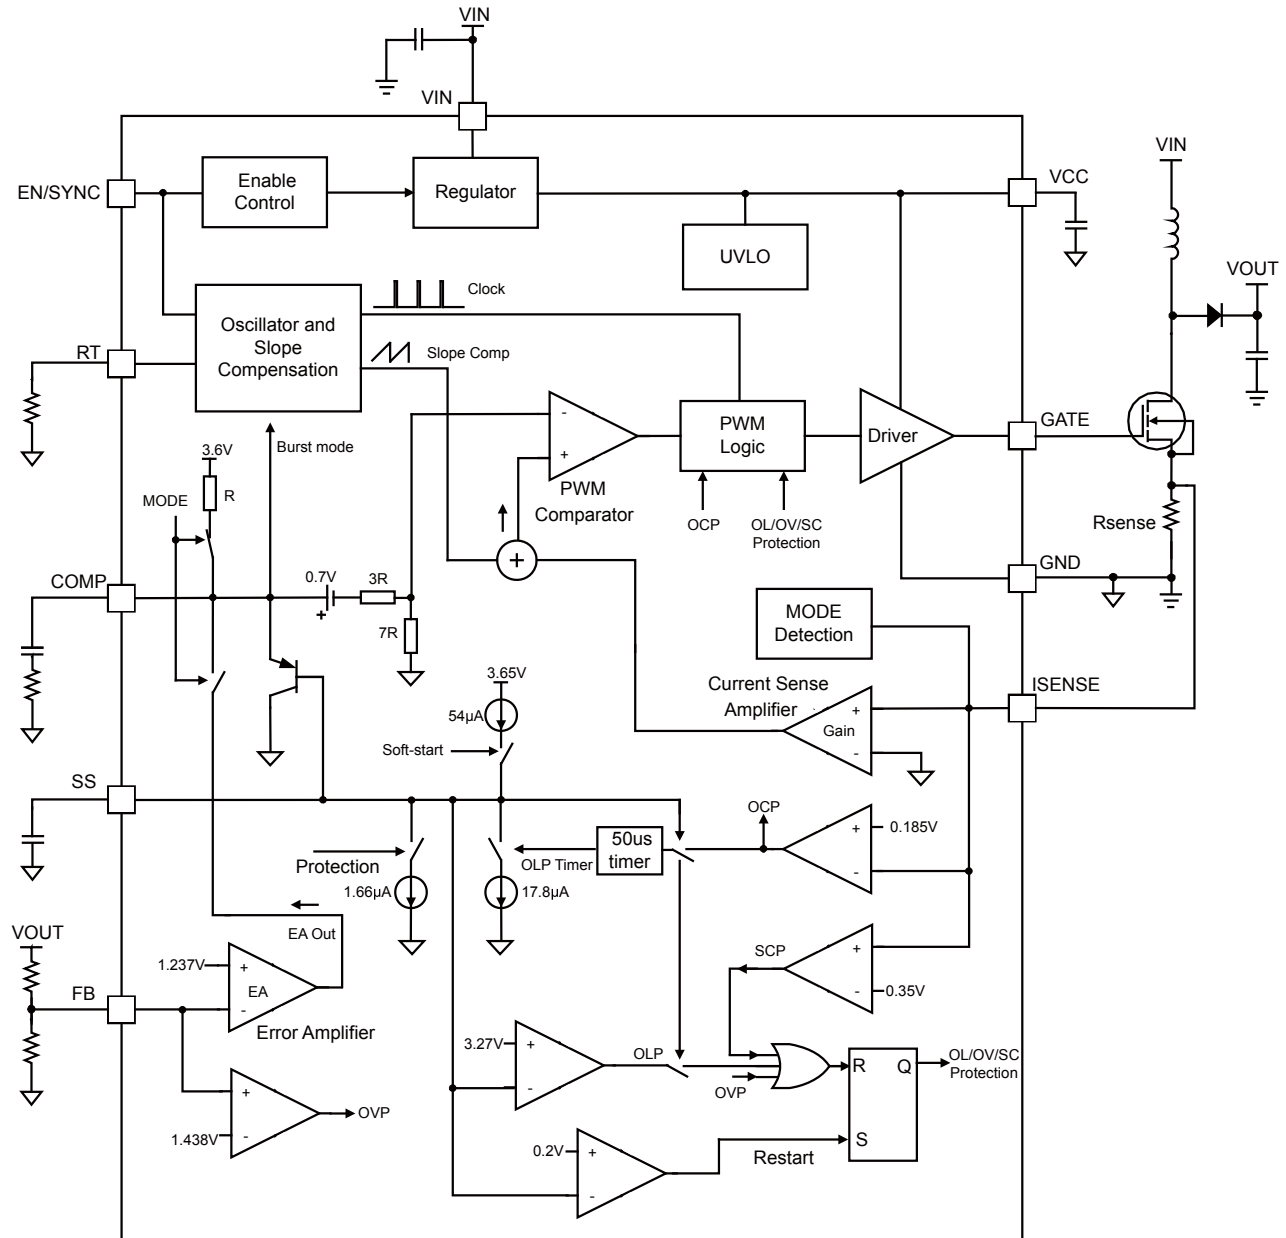 VIN
VIN
EN/SYNC
Enable
Control
Regulator
VCC
VIN
UVLO
VOUT
Clock
Oscillator and
Slope
Compensation
RT
Slope Comp
-
+
PWM
Comparator
PWM
Logic
Driver
GATE
Burst mode
3.6V
R
MODE
OCP
OL/OV/SC
Protection
Rsense
+
COMP
0.7V
+
3R
7R
GND
MODE
Detection
3.65V
54µA
Soft-start
Current Sense
Amplifier
Gain
+
-
ISENSE
SS
Protection
1.66µA
17.8µA
OLP Timer
50us
timer
OCP
+
-
0.185V
EA Out
VOUT
1.237V
+
EA
-
FB
Error Amplifier
SCP
+
-
0.35V
3.27V
+
-
OLP
OVP
R
Q
S
OL/OV/SC
Protection
+
-
1.438V
OVP
0.2V
+
-
Restart